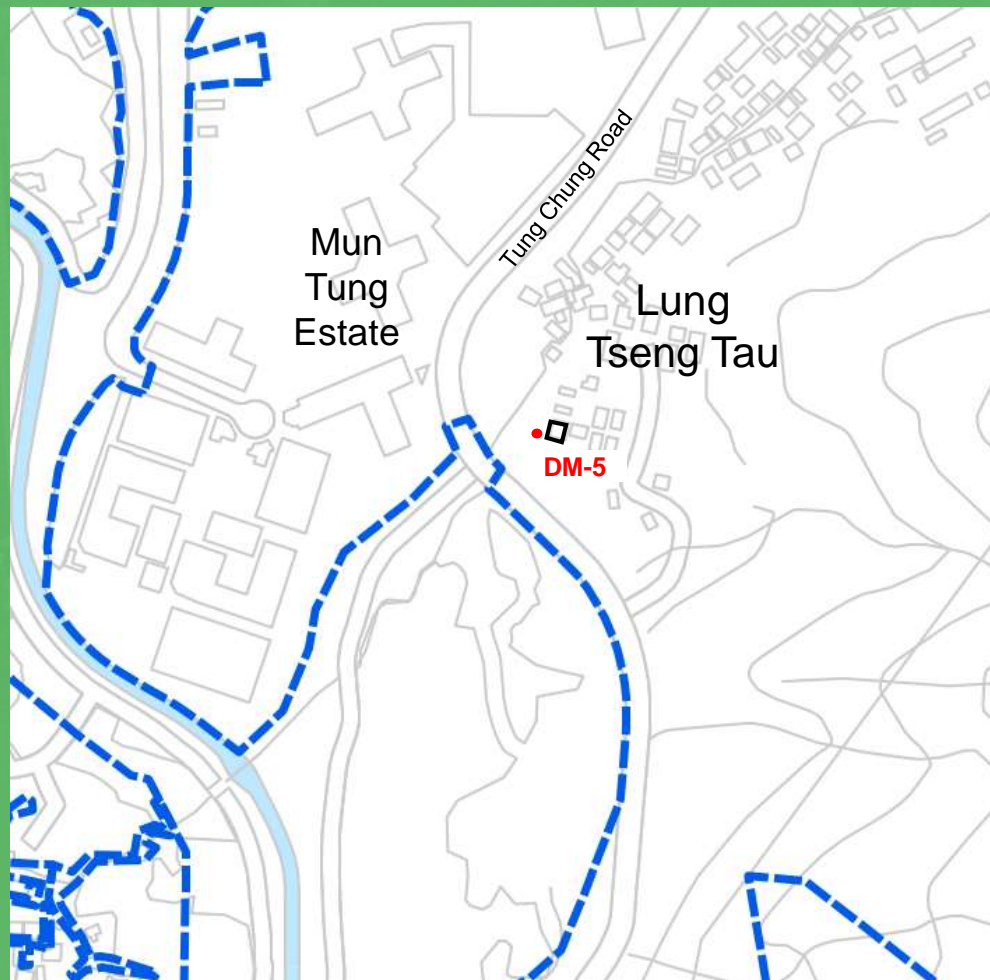 Tung Chung Road
Mun
Tung
Estate
Lung
Tseng Tau
DM-5